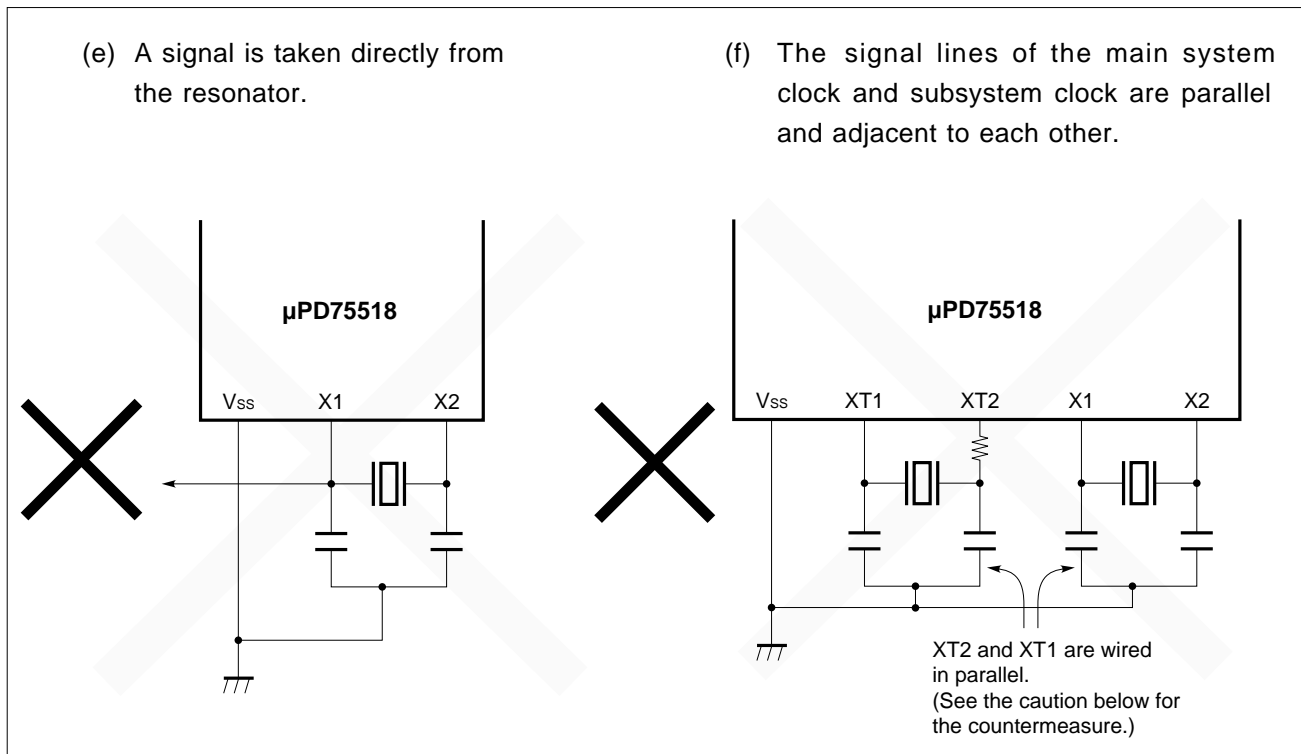 (e) A signal is taken directly from
the resonator.
(f) The signal lines of the main system
clock and subsystem clock are parallel
and adjacent to each other.
µPD75518
VSS X1 X2
µPD75518
VSS XT1 XT2 X1 X2
XT2 and XT1 are wired
in parallel.
(See the caution below for
the countermeasure.)